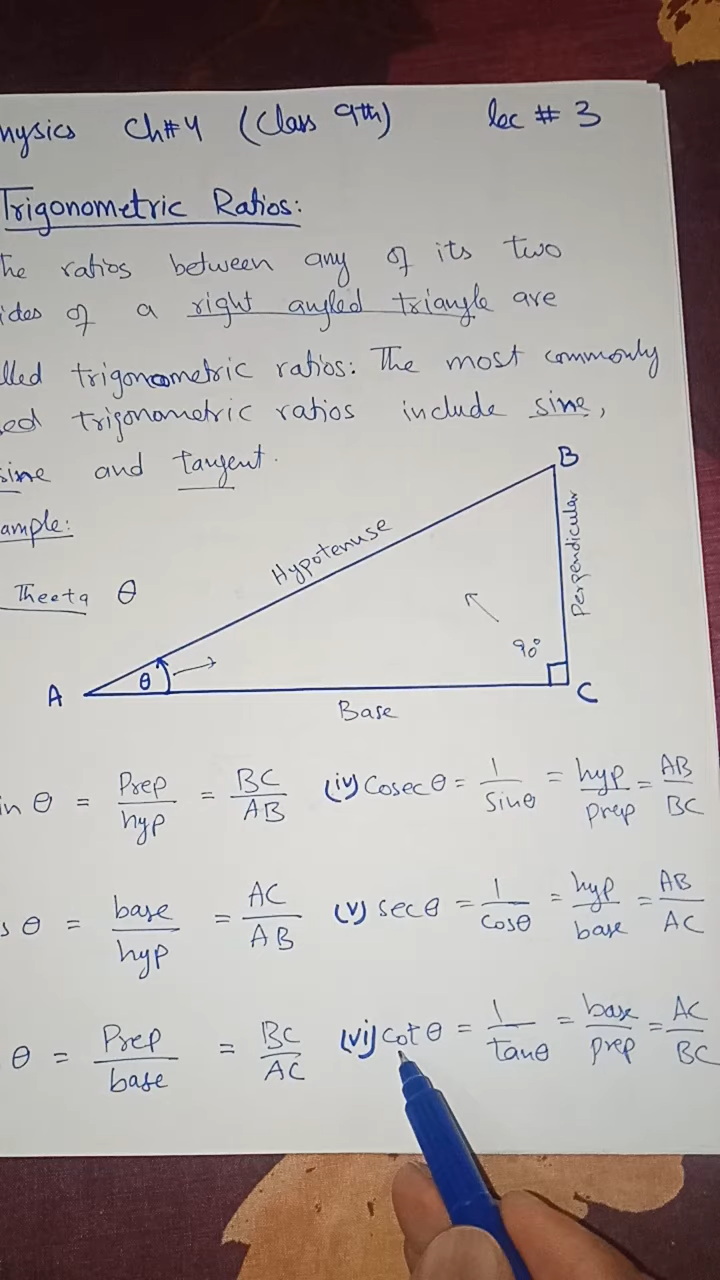 hysics Ch#4 (Class 9th) lec # 3
Trigonometric Ratios:
The ratios between any of its two
ides of a right angled triangle are
lled trigonometric ratios: The most commonly
sed trigonometric ratios include sine,
sine and tangent.
ample:
B
Hypotenuse
Perpendicular
Theeta θ
90°
θ
A
C
Base
in θ = Prep/hyp = BC/AB (iv) Cosec θ = 1/Sinθ = hyp/prep = AB/BC
s θ = base/hyp = AC/AB (v) secθ = 1/cosθ = hyp/base = AB/AC
θ = Prep/base = BC/AC (vi) cot θ = 1/tanθ = base/prep = AC/BC